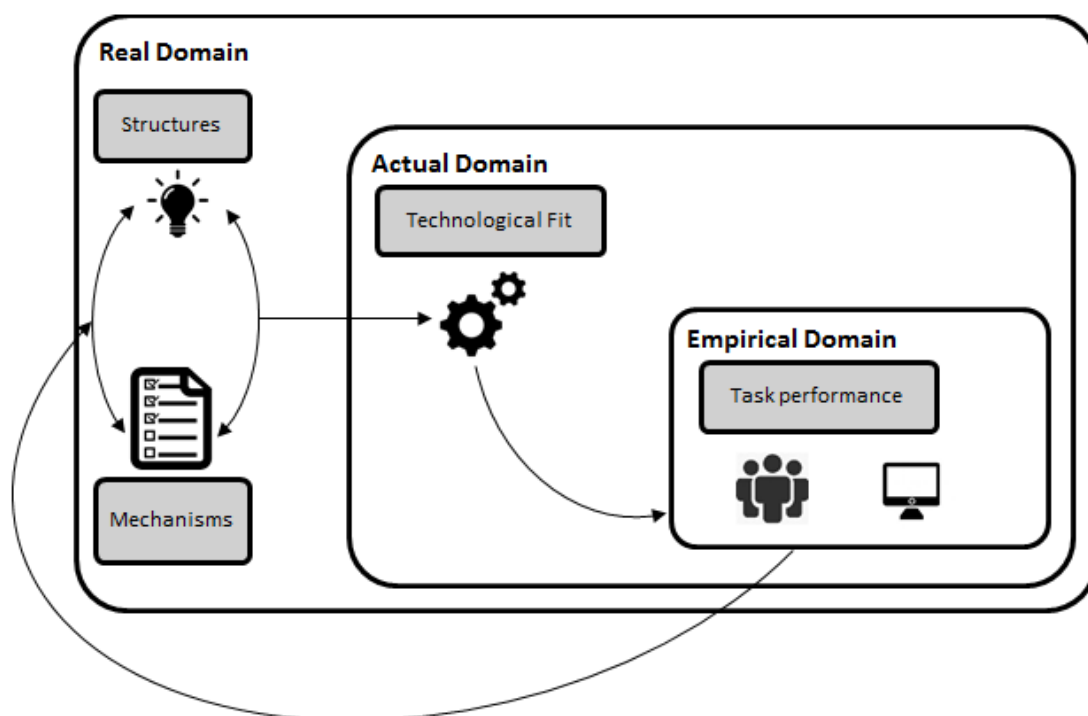 Real Domain
Structures
Actual Domain
Technological Fit
Empirical Domain
Task performance
Mechanisms